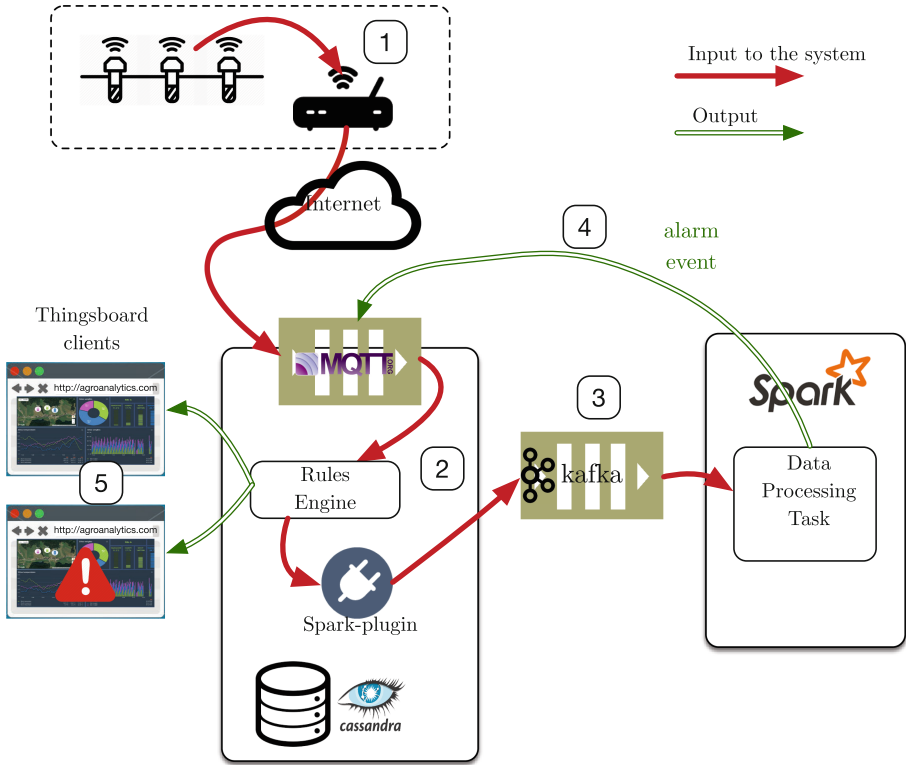 1
Input to the system
Output
Internet
4
alarm
event
Thingsboard
clients
http://agroanalytics.com
MQTT
.ORG
3
Spark
kafka
2
Rules
Engine
Data
Processing
Task
5
http://agroanalytics.com
!
Spark-plugin
cassandra